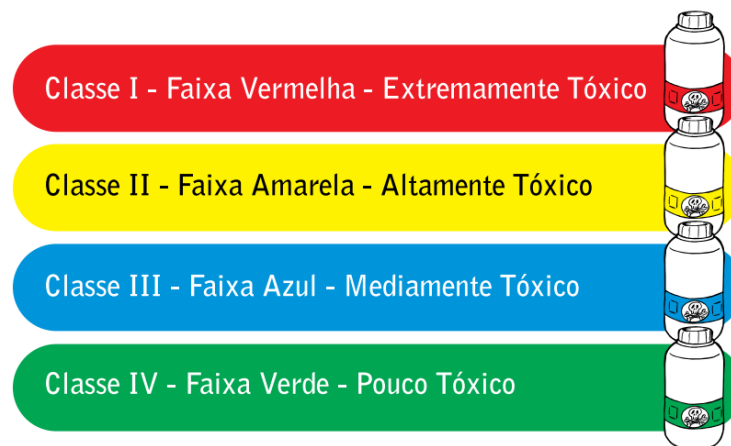 Classe I - Faixa Vermelha - Extremamente Tóxico
Classe II - Faixa Amarela - Altamente Tóxico
Classe III - Faixa Azul - Mediamente Tóxico
Classe IV - Faixa Verde - Pouco Tóxico